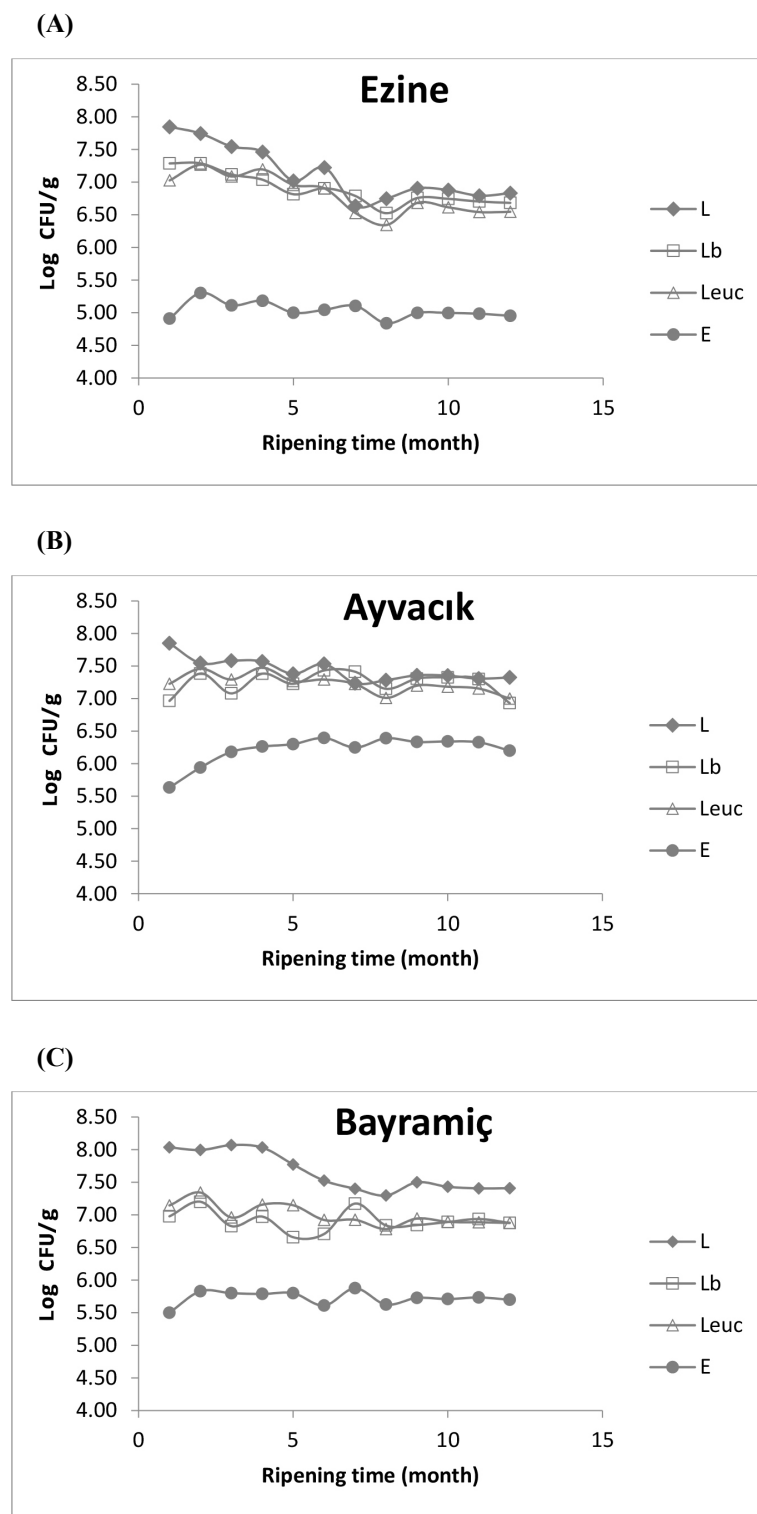 (A)
Ezine
8.50
8.00
7.50
7.00
6.50
6.00
5.50
5.00
4.50
4.00
Log CFU/g
0
5
10
15
Ripening time (month)
L
Lb
Leuc
E
(B)
Ayvacık
8.50
8.00
7.50
7.00
6.50
6.00
5.50
5.00
4.50
4.00
Log CFU/g
0
5
10
15
Ripening time (month)
L
Lb
Leuc
E
(C)
Bayramiç
8.50
8.00
7.50
7.00
6.50
6.00
5.50
5.00
4.50
4.00
Log CFU/g
0
5
10
15
Ripening time (month)
L
Lb
Leuc
E